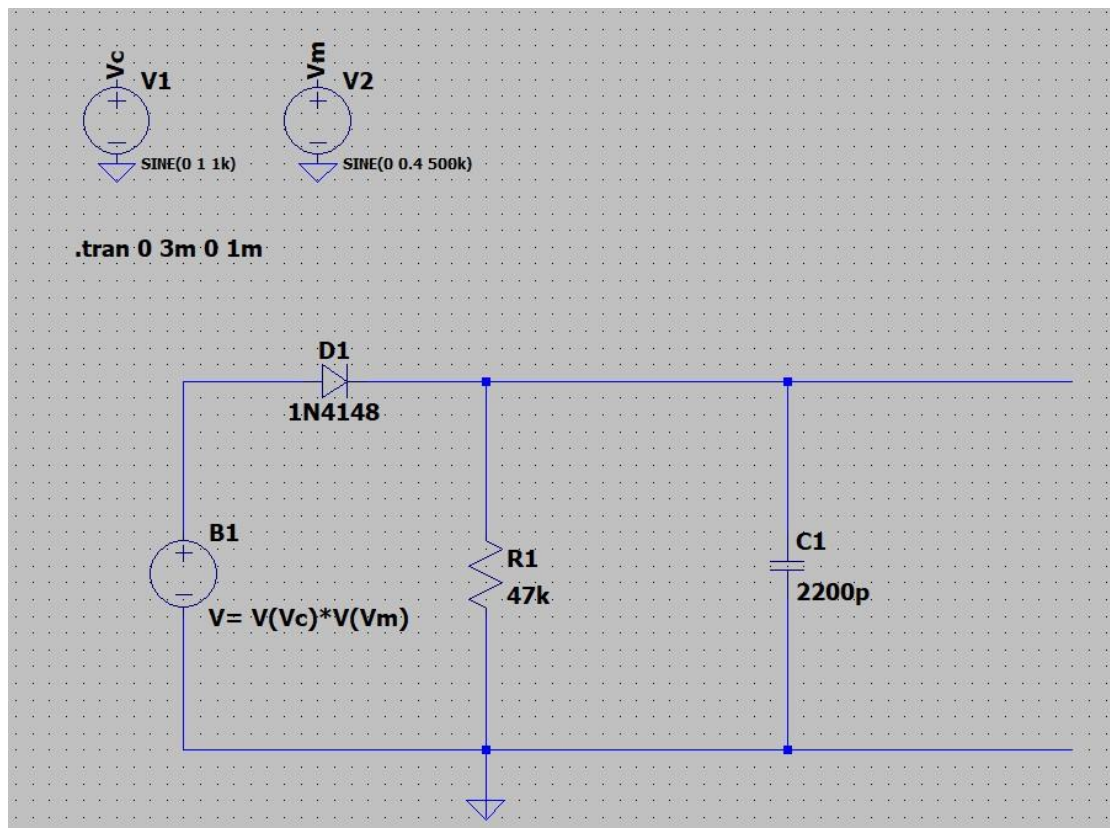 Vc
V1
SINE(0 1 1k)
Vm
V2
SINE(0 0.4 500k)
.tran 0 3m 0 1m
D1
1N4148
B1
V= V(Vc)*V(Vm)
R1
47k
C1
2200p